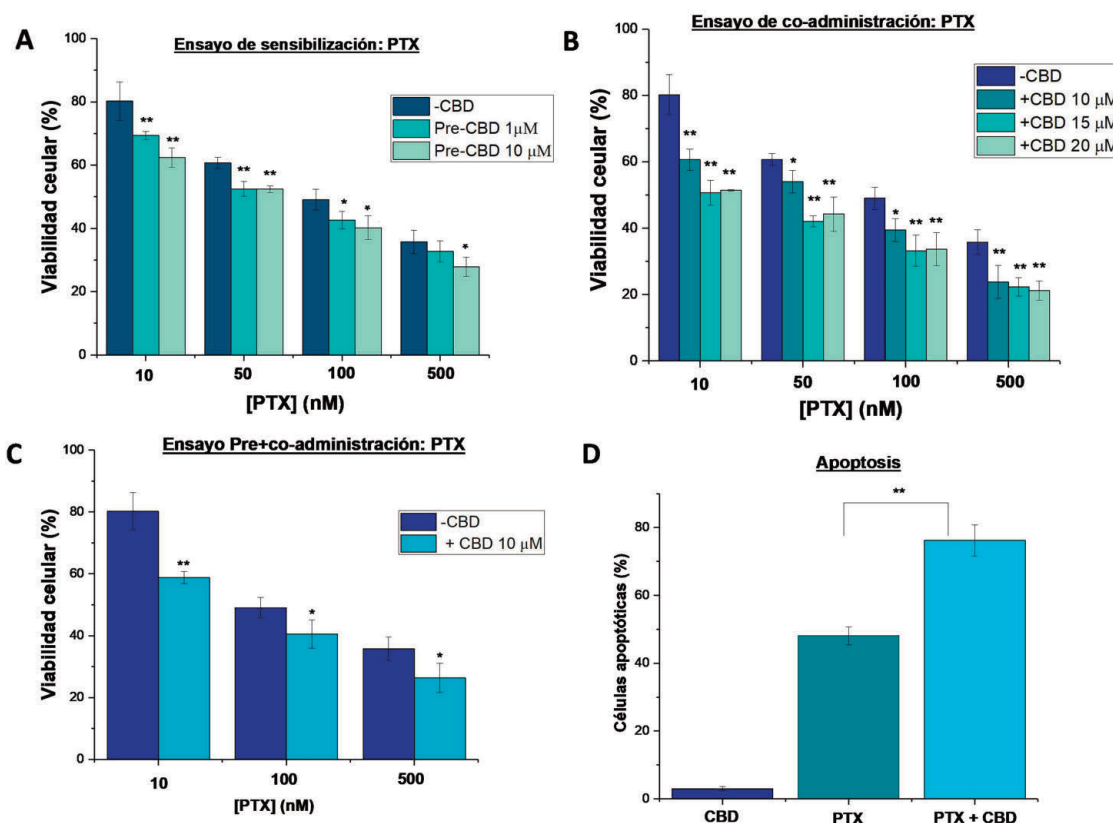 A
Ensayo de sensibilización: PTX
-CBD
Pre-CBD 1µM
Pre-CBD 10 µM
Viabilidad ceular (%)
100
80
60
40
20
0
** ** ** ** * * *
10 50 100 500
[PTX] (nM)
B
Ensayo de co-administración: PTX
-CBD
+CBD 10 µM
+CBD 15 µM
+CBD 20 µM
Viabilidad ceular (%)
100
80
60
40
20
0
** ** ** * ** ** * ** ** ** ** **
10 50 100 500
[PTX] (nM)
C
Ensayo Pre+co-administración: PTX
-CBD
+ CBD 10 µM
Viabilidad celular (%)
100
80
60
40
20
0
** * *
10 100 500
[PTX] (nM)
D
Apoptosis
**
Células apoptóticas (%)
80
60
40
20
0
CBD PTX PTX + CBD